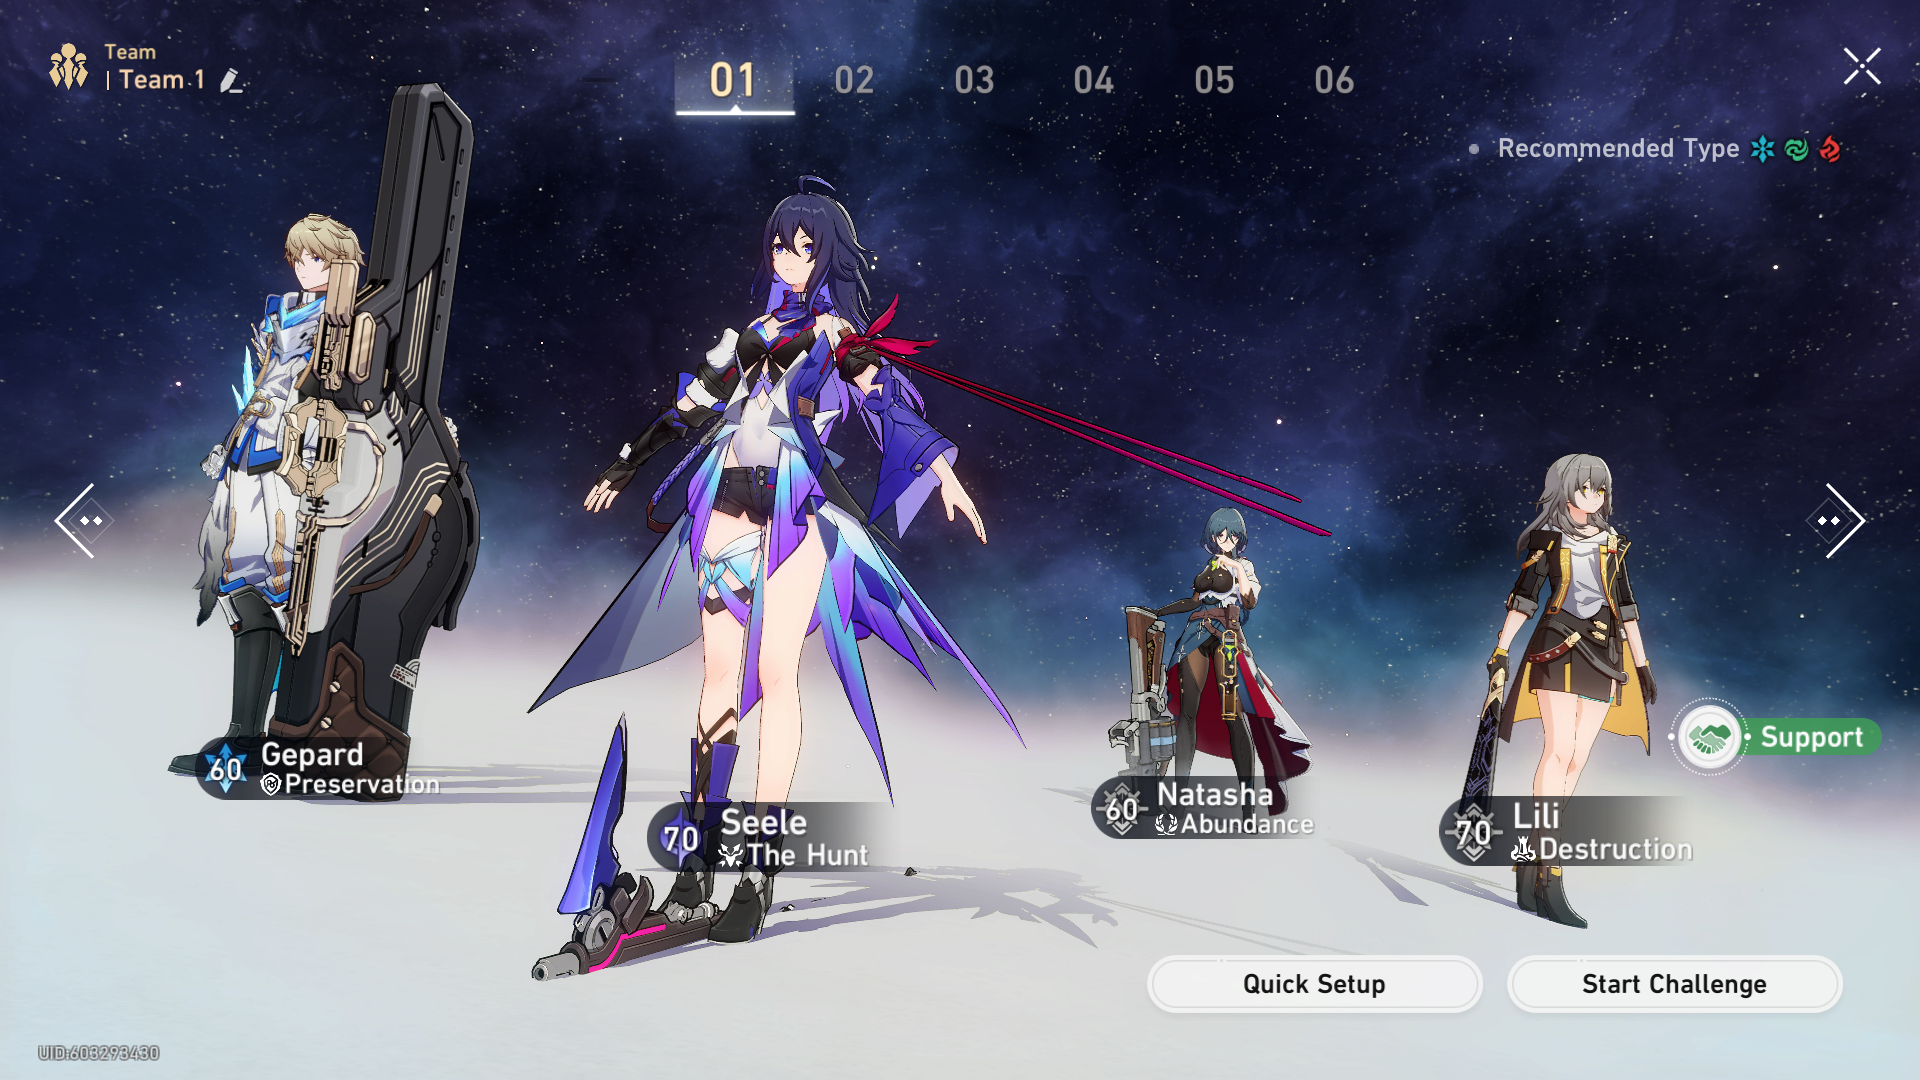 Team
Team 1
01 02 03 04 05 06
Recommended Type
60 Gepard
Preservation
70 Seele
The Hunt
60 Natasha
Abundance
70 Lili
Destruction
Support
Quick Setup
Start Challenge
UID:603293430